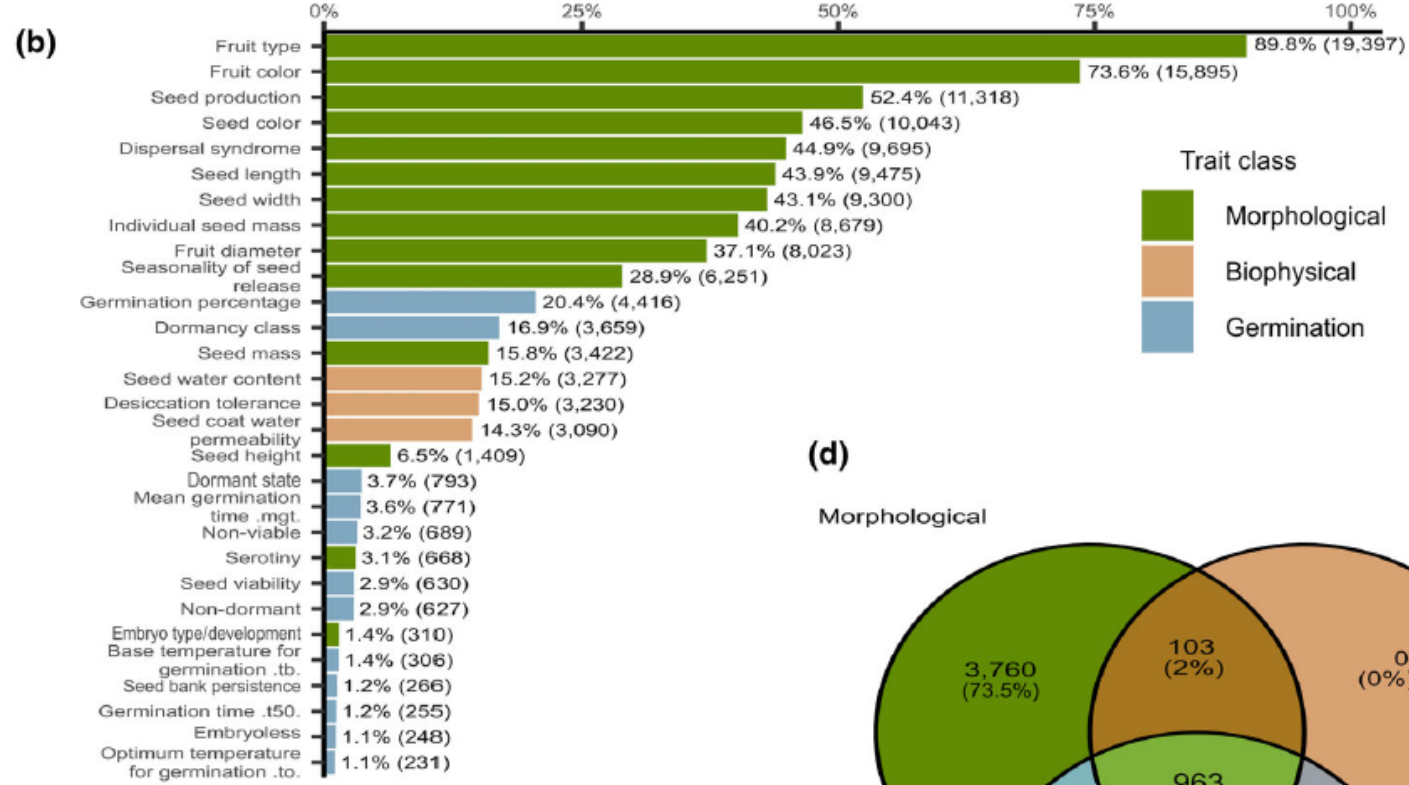 0% 25% 50% 75% 100%
(b)
Fruit type 89.8% (19,397)
Fruit color 73.6% (15,895)
Seed production 52.4% (11,318)
Seed color 46.5% (10,043)
Dispersal syndrome 44.9% (9,695)
Seed length 43.9% (9,475)
Seed width 43.1% (9,300)
Individual seed mass 40.2% (8,679)
Fruit diameter 37.1% (8,023)
Seasonality of seed
release 28.9% (6,251)
Germination percentage 20.4% (4,416)
Dormancy class 16.9% (3,659)
Seed mass 15.8% (3,422)
Seed water content 15.2% (3,277)
Desiccation tolerance 15.0% (3,230)
Seed coat water
permeability 14.3% (3,090)
Seed height 6.5% (1,409)
Dormant state 3.7% (793)
Mean germination
time .mgt. 3.6% (771)
Non-viable 3.2% (689)
Serotiny 3.1% (668)
Seed viability 2.9% (630)
Non-dormant 2.9% (627)
Embryo type/development 1.4% (310)
Base temperature for
germination .tb. 1.4% (306)
Seed bank persistence 1.2% (266)
Germination time .t50. 1.2% (255)
Embryoless 1.1% (248)
Optimum temperature
for germination .to. 1.1% (231)
Trait class
Morphological
Biophysical
Germination
(d)
Morphological
3,760
(73.5%)
103
(2%)
0
(0%)
963